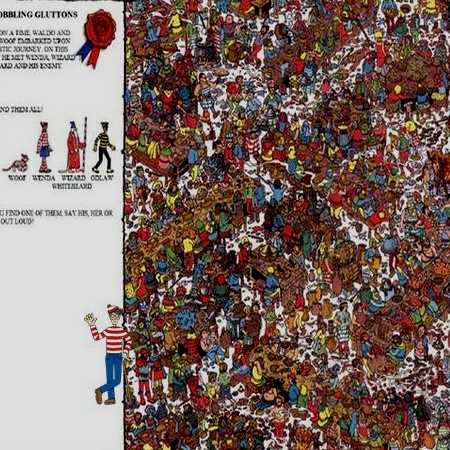 OBBLING GLUTTONS
ON A TIME, WALDO AND
WOOF EMBARKED UPON
STIC JOURNEY. ON THIS
HE MET WENDA, WIZARD
ARD AND HIS ENEMY
ND THEM ALL!
WOOF WENDA WIZARD ODLAW
WHITEBEARD
U FIND ONE OF THEM, SAY HIS, HER OR
OUT LOUD!